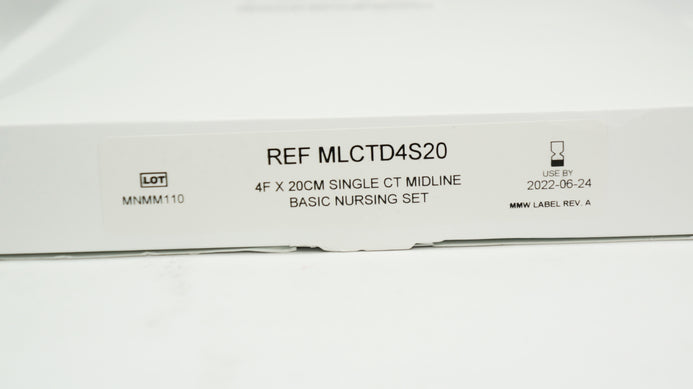 REF MLCTD4S20
LOT
MNMM110
4F X 20CM SINGLE CT MIDLINE
BASIC NURSING SET
USE BY
2022-06-24
MMW LABEL REV. A